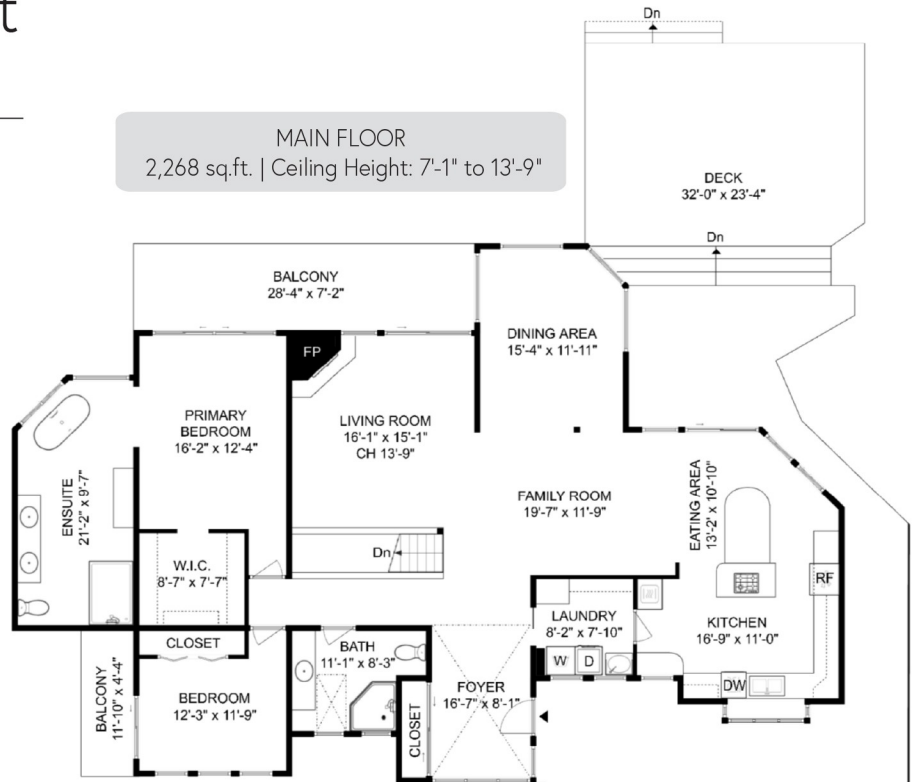 t
MAIN FLOOR
2,268 sq.ft. | Ceiling Height: 7'-1" to 13'-9"
Dn
DECK
32'-0" x 23'-4"
Dn
BALCONY
28'-4" x 7'-2"
DINING AREA
15'-4" x 11'-11"
FP
PRIMARY
BEDROOM
16'-2" x 12'-4"
LIVING ROOM
16'-1" x 15'-1"
CH 13'-9"
FAMILY ROOM
19'-7" x 11'-9"
EATING AREA
13'-2' x 10'-10"
ENSUITE
21'-2" x 9'-7"
Dn
W.I.C.
8'-7" x 7'-7"
RF
LAUNDRY
8'-2" x 7'-10"
KITCHEN
16'-9" x 11'-0"
CLOSET
BATH
11'-1" x 8'-3"
W
D
DW
BALCONY
11'-10" x 4'-4"
BEDROOM
12'-3" x 11'-9"
FOYER
16'-7" x 8'-1"
CLOSET